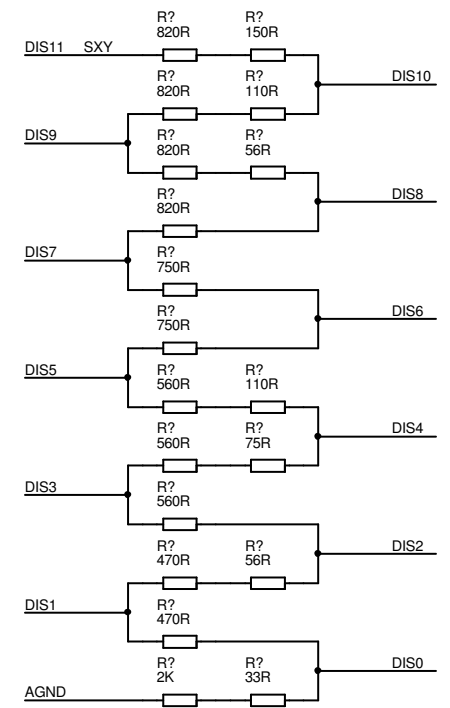 R? R?
820R 150R
DIS11 SXY
R? R?
DIS10
820R 110R
DIS9
R? R?
820R 56R
R?
DIS8
820R
DIS7
R?
750R
R?
DIS6
750R
DIS5
R? R?
560R 110R
R? R?
DIS4
560R 75R
DIS3
R?
560R
R? R?
DIS2
470R 56R
DIS1
R?
470R
R? R?
DIS0
2K 33R
AGND